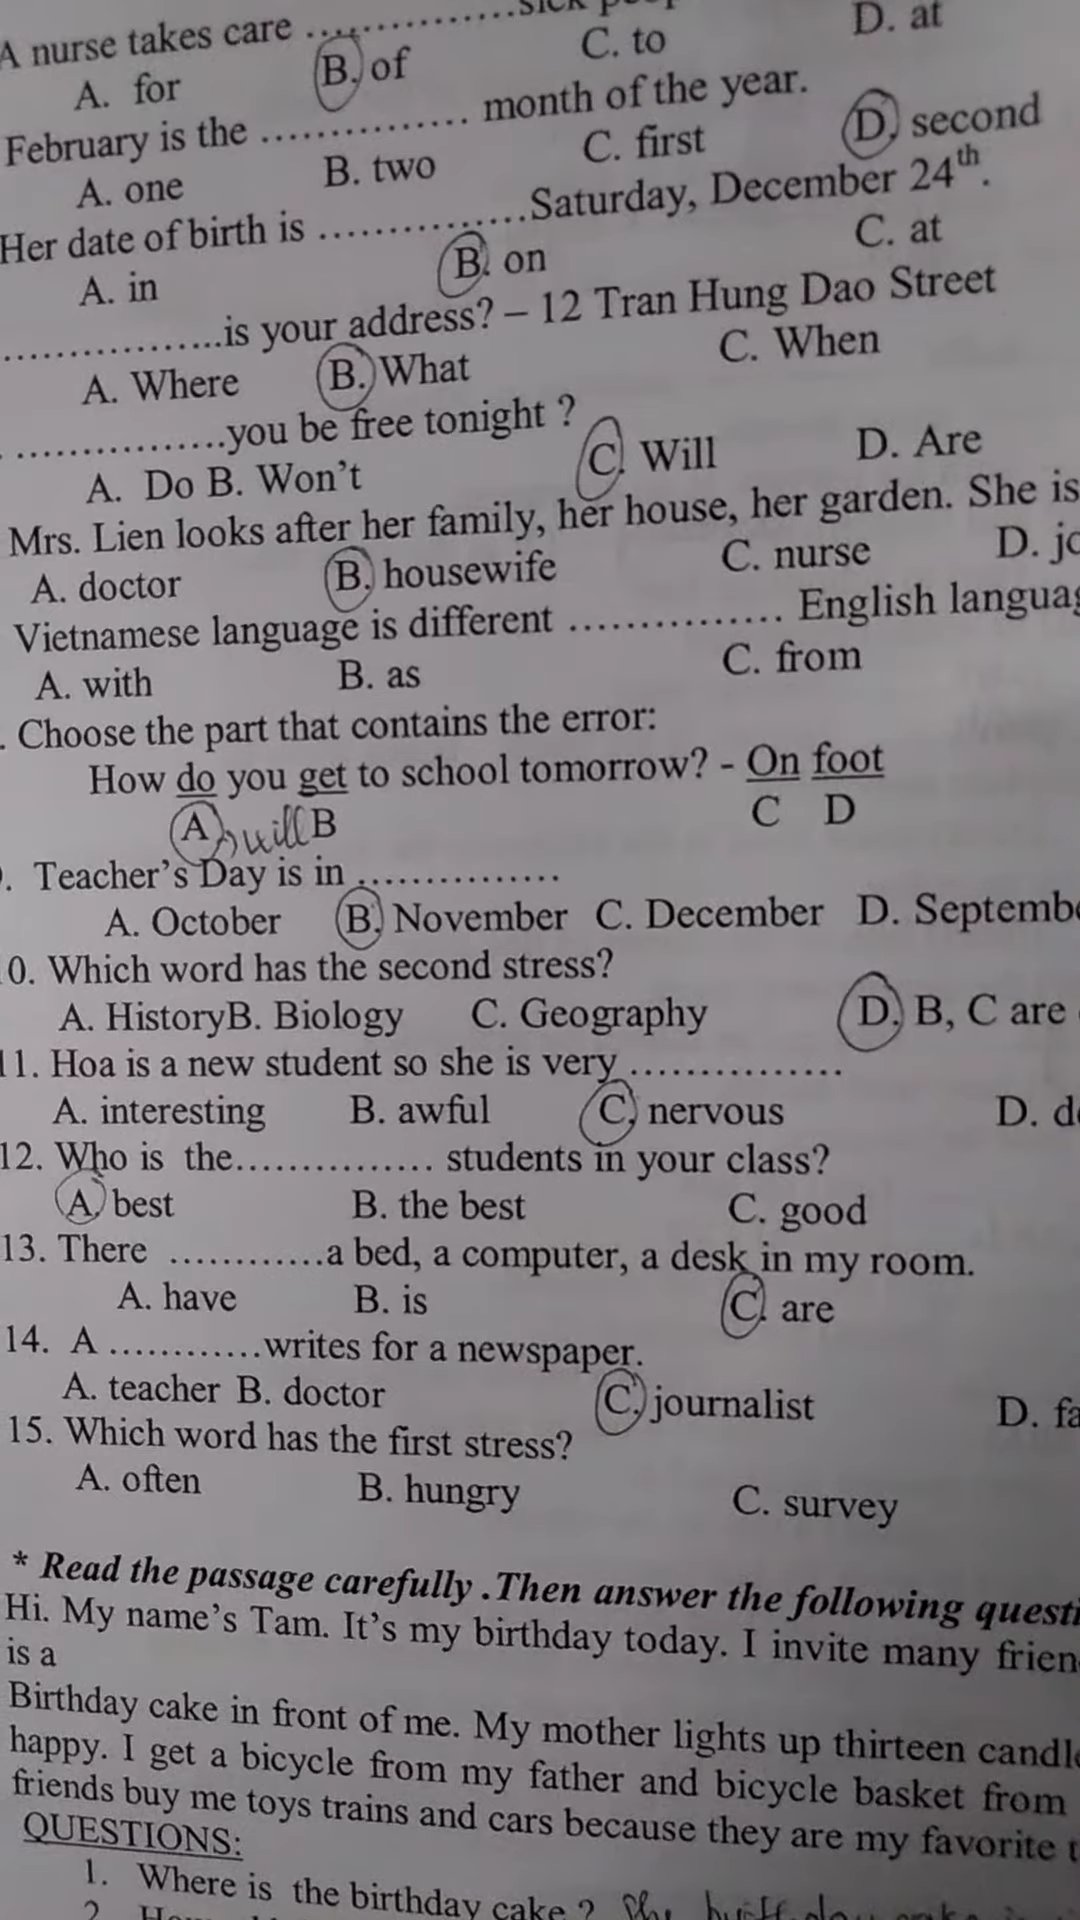 A nurse takes care ................sick
A. for B. of C. to D. at
February is the ............... month of the year.
A. one B. two C. first D. second
Her date of birth is ...............Saturday, December 24th.
A. in B. on C. at
.................is your address? – 12 Tran Hung Dao Street
A. Where B. What C. When
.................you be free tonight ?
A. Do B. Won't C. Will D. Are
Mrs. Lien looks after her family, her house, her garden. She is
A. doctor B. housewife C. nurse D.
Vietnamese language is different ............... English
A. with B. as C. from
. Choose the part that contains the error:
How do you get to school tomorrow? - On foot
A will B C D
. Teacher's Day is in ...............
A. October B. November C. December D.
0. Which word has the second stress?
A. HistoryB. Biology C. Geography D. B, C are
11. Hoa is a new student so she is very ...............
A. interesting B. awful C. nervous D.
12. Who is the............... students in your class?
A. best B. the best C. good
13. There ............a bed, a computer, a desk in my room.
A. have B. is C. are
14. A ............writes for a newspaper.
A. teacher B. doctor C. journalist D.
15. Which word has the first stress?
A. often B. hungry C. survey
* Read the passage carefully .Then answer the following
Hi. My name's Tam. It's my birthday today. I invite many
is a
Birthday cake in front of me. My mother lights up thirteen
happy. I get a bicycle from my father and bicycle basket from
friends buy me toys trains and cars because they are my favorite
QUESTIONS:
1. Where is the birthday cake ?
2